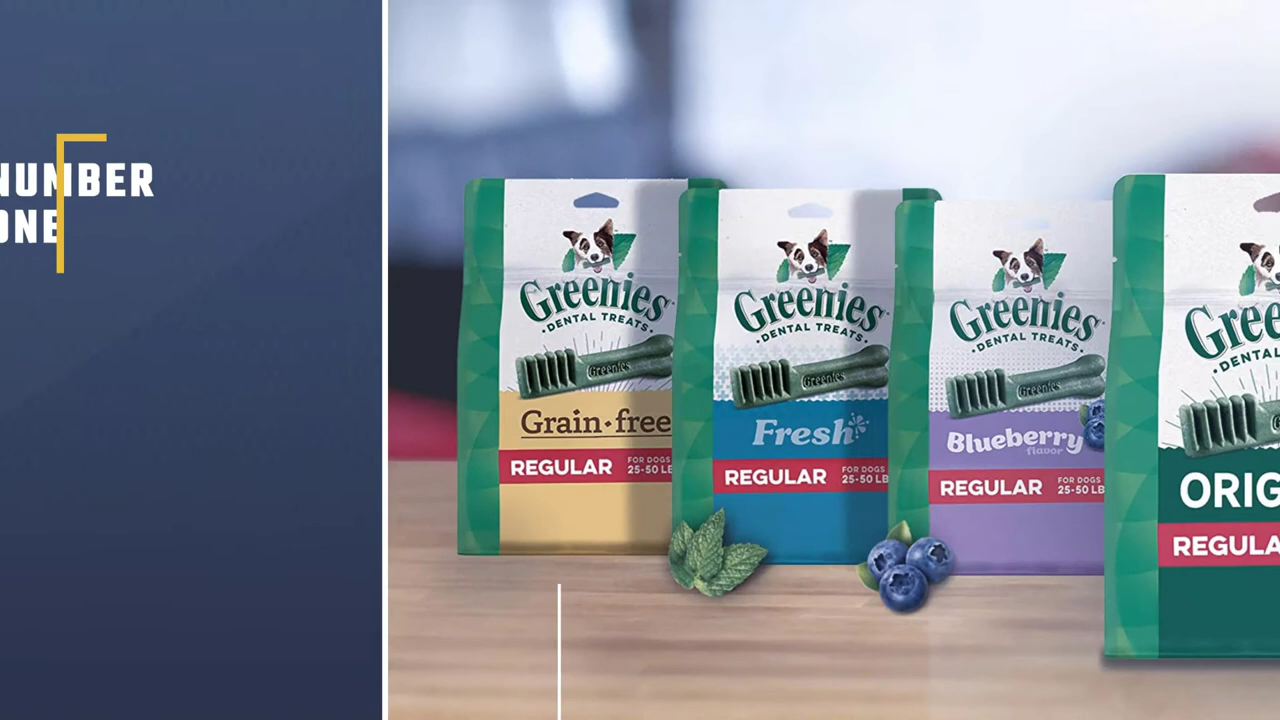 NUMBER
ONE
Greenies
DENTAL TREATS
Greenies
Grain-free
REGULAR
FOR DOGS
25-50 LB
Greenies
DENTAL TREATS
Greenies
Fresh
REGULAR
FOR DOGS
25-50 LB
Greenies
DENTAL TREATS
Greenies
Blueberry
flavor
REGULAR
FOR DOGS
25-50 LB
Gree
DENTAL
ORIG
REGULA